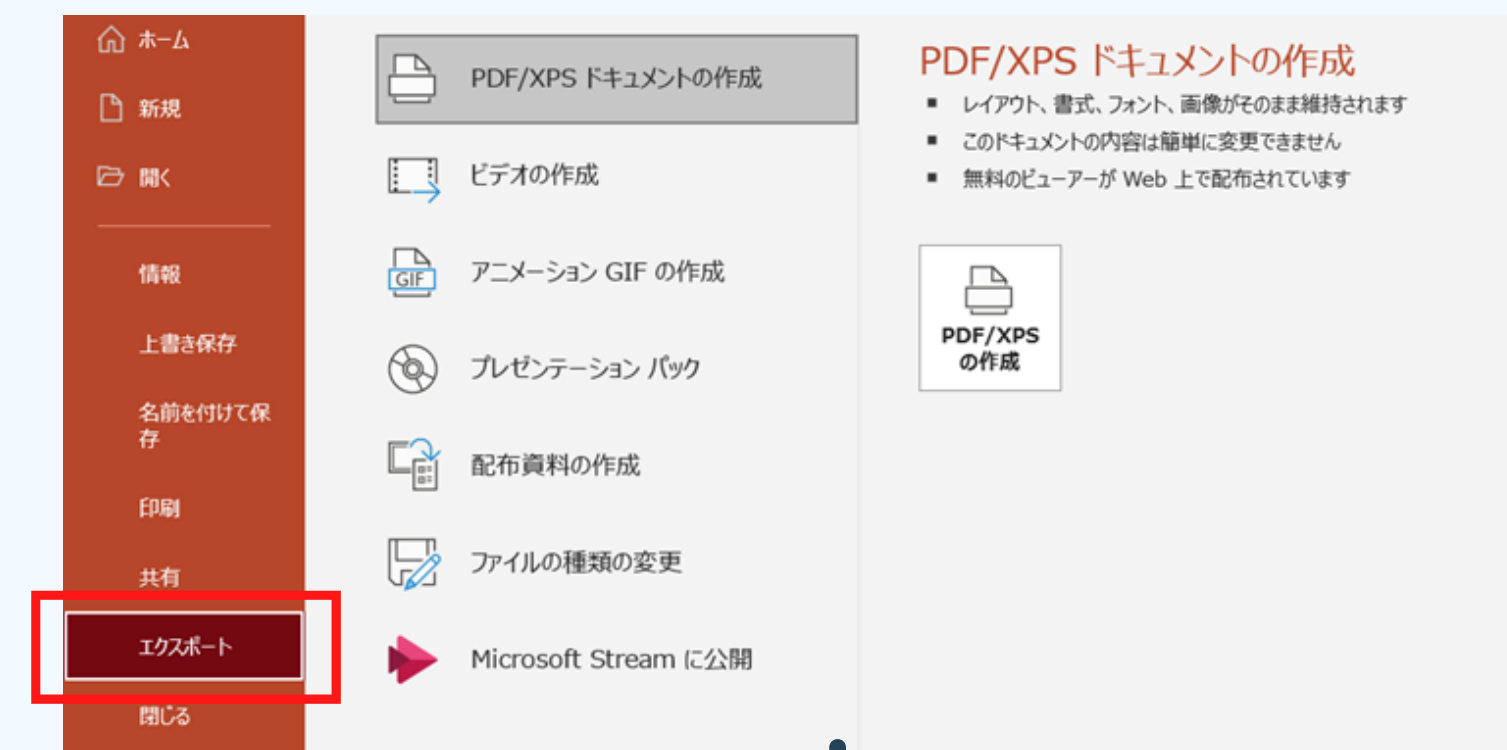 ホーム
新規
開く
情報
上書き保存
名前を付けて保
存
印刷
共有
エクスポート
閉じる
PDF/XPS ドキュメントの作成
ビデオの作成
GIF
アニメーション GIF の作成
プレゼンテーション パック
配布資料の作成
ファイルの種類の変更
Microsoft Stream に公開
PDF/XPS ドキュメントの作成
▪ レイアウト、書式、フォント、画像がそのまま維持されます
▪ このドキュメントの内容は簡単に変更できません
▪ 無料のビューアーが Web 上で配布されています
PDF/XPS
の作成